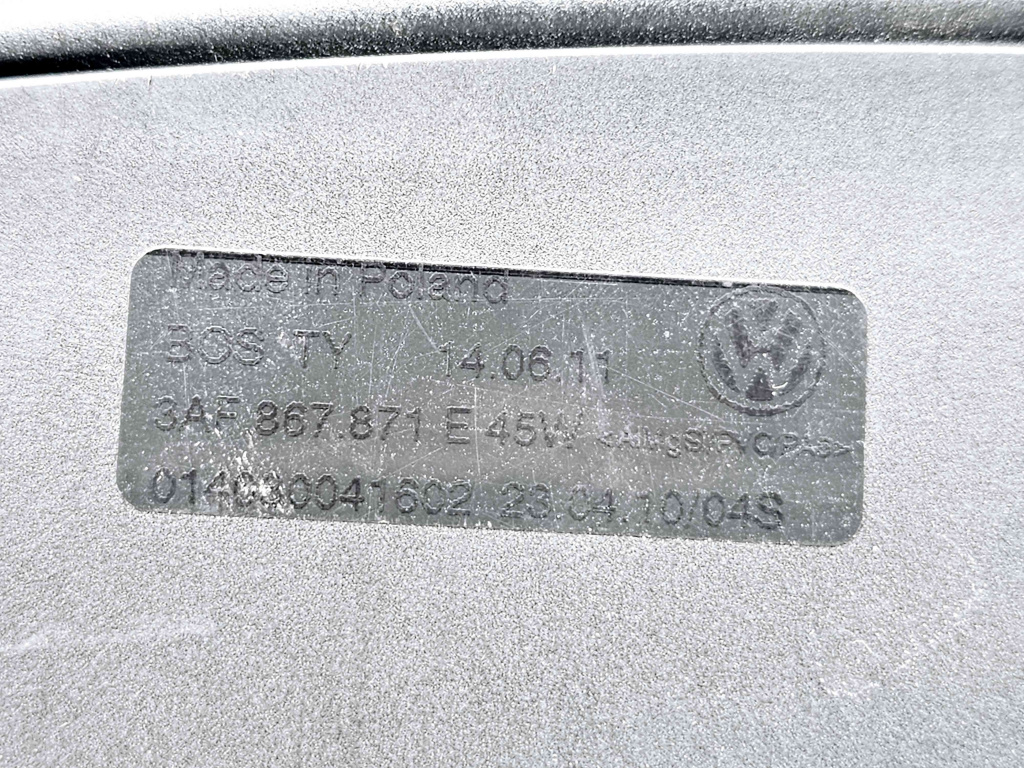 Made in Poland
BOS TY 14.06.11
3AF 867.871 E 45W
014030041602 23.04.10/04S